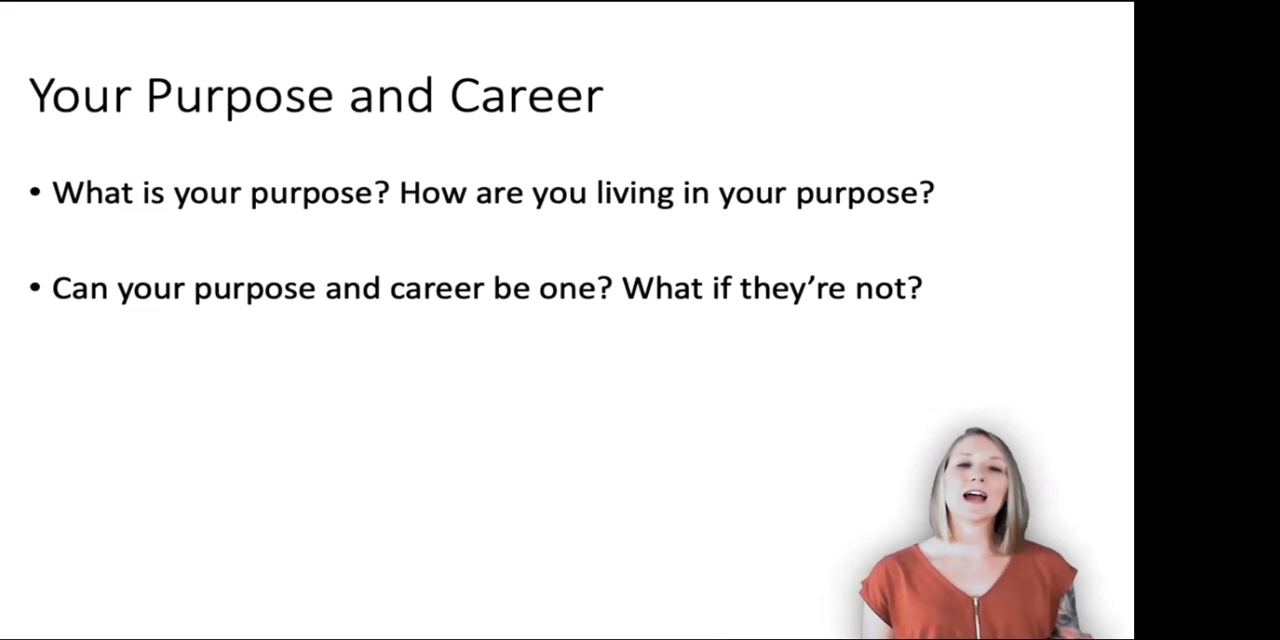 Your Purpose and Career
• What is your purpose? How are you living in your purpose?
• Can your purpose and career be one? What if they’re not?